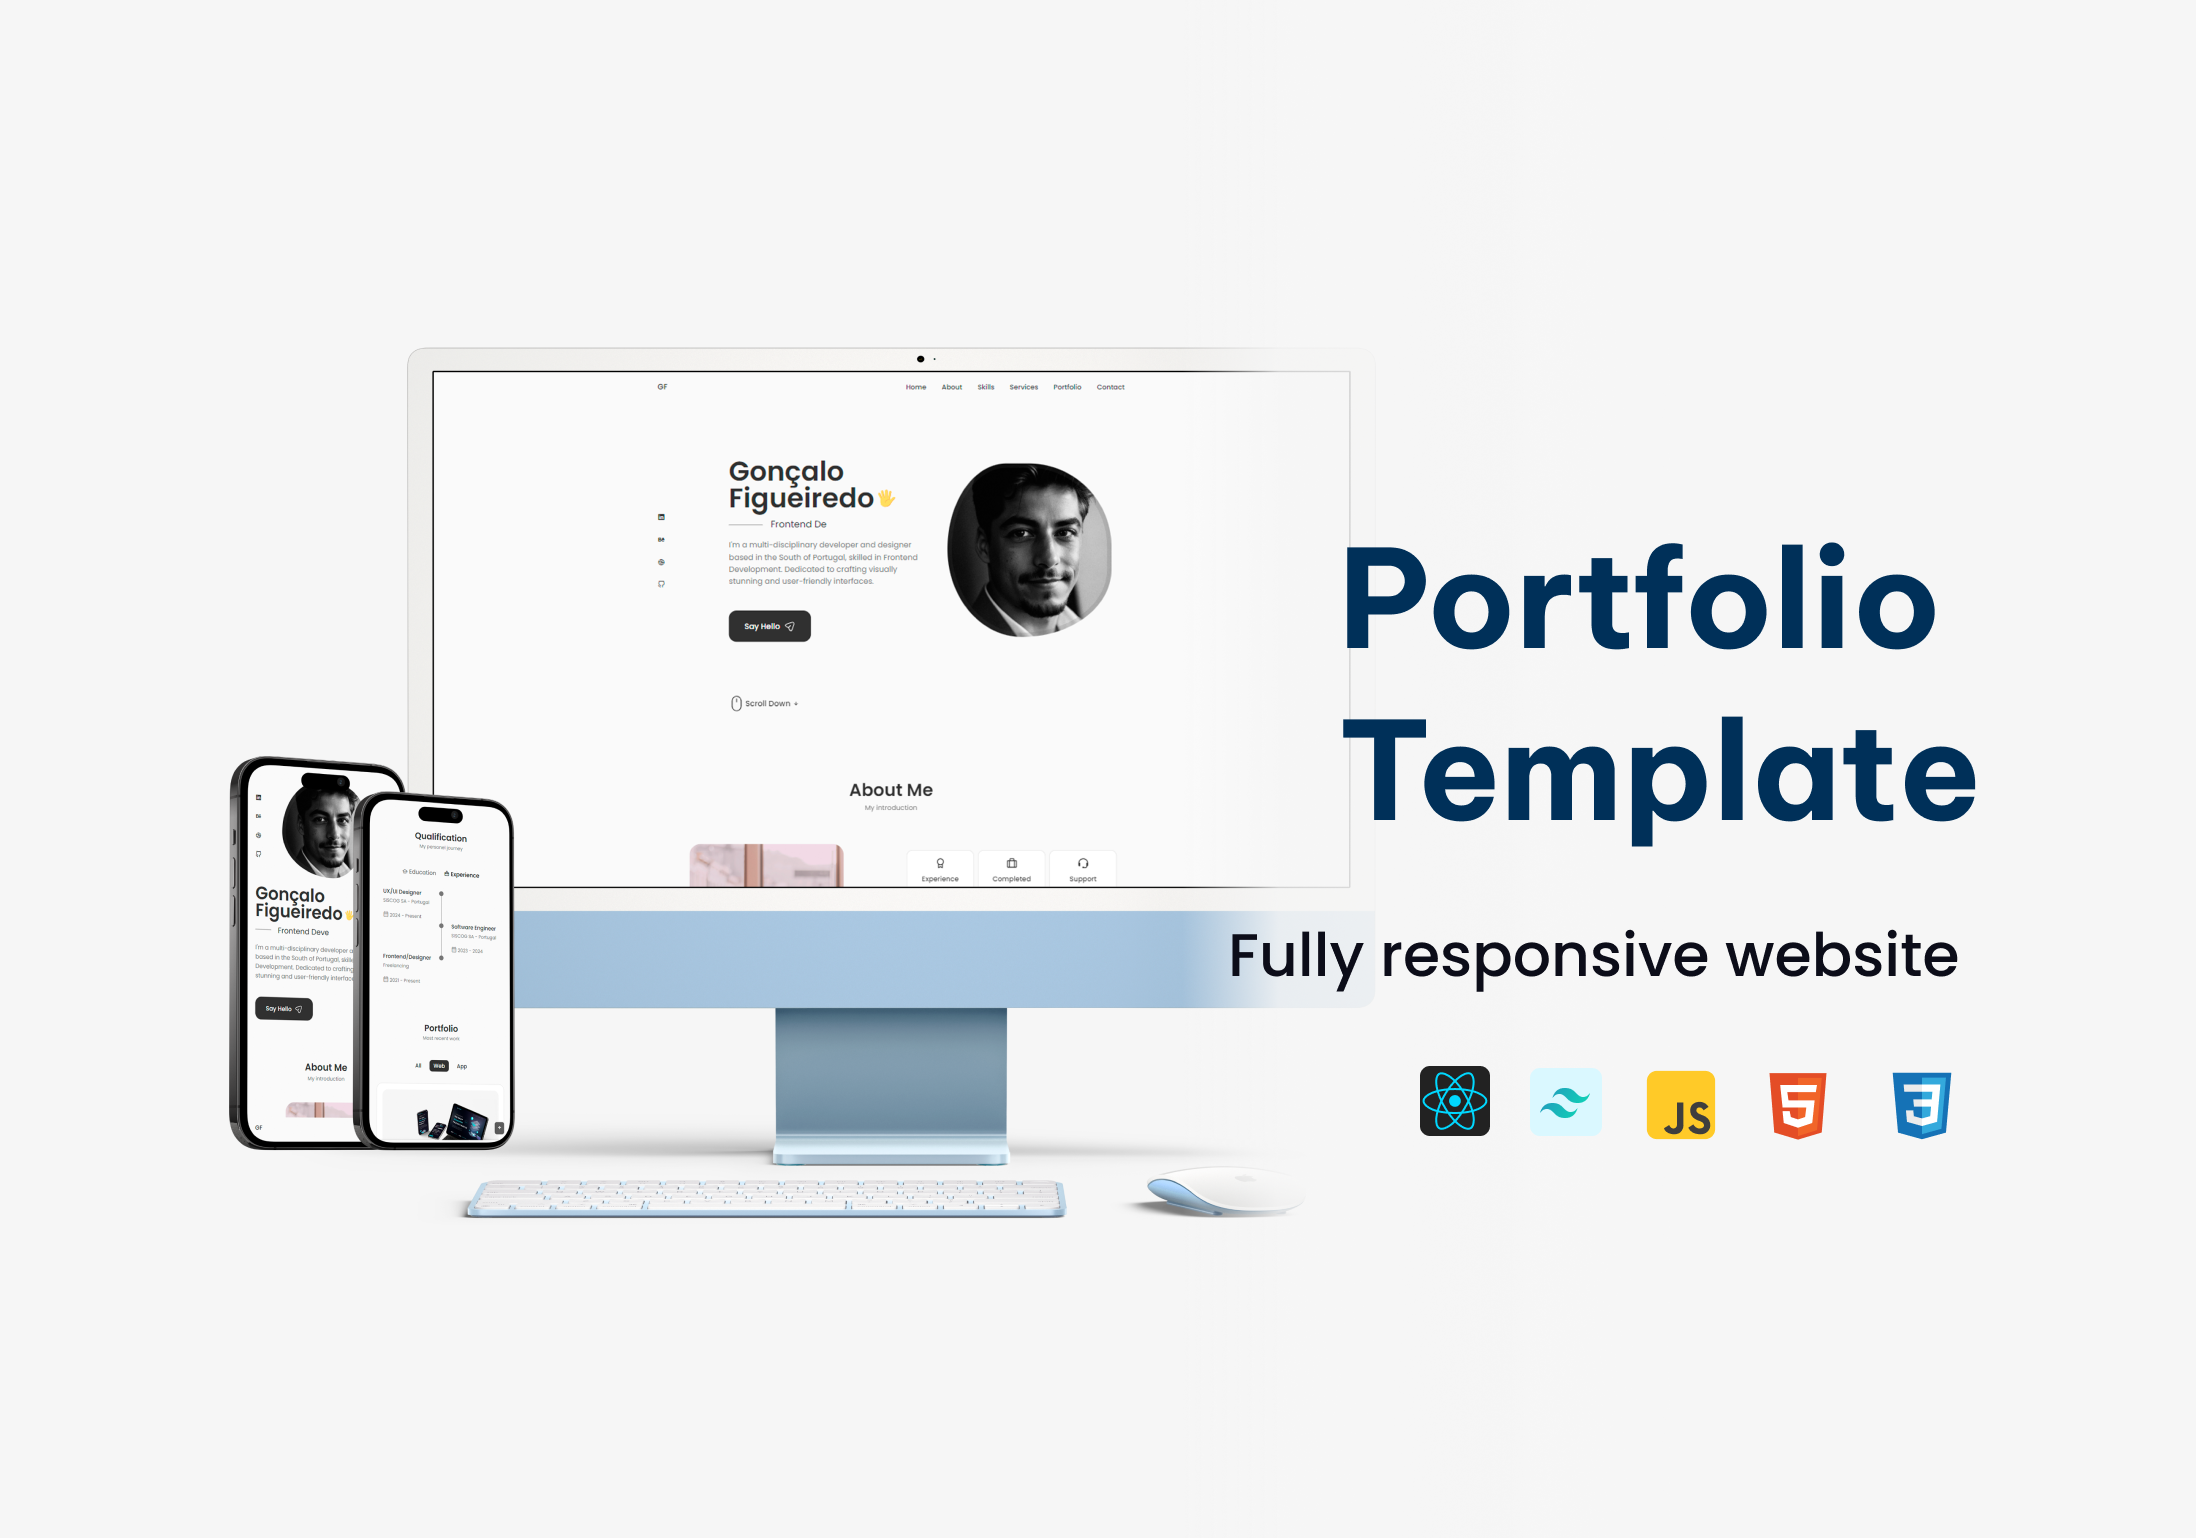 GF
Home About Skills Services Portfolio Contact
Gonçalo
Figueiredo
Frontend De
I'm a multi-disciplinary developer and designer
based in the South of Portugal, skilled in Frontend
Development. Dedicated to crafting visually
stunning and user-friendly interfaces.
Say Hello
Scroll Down
About Me
My introduction
Experience Completed Support
Gonçalo
Figueiredo
Frontend Deve
I'm a multi-disciplinary developer a
based in the South of Portugal, skille
Development. Dedicated to crafting
stunning and user-friendly interface
Say Hello
About Me
My introduction
GF
Qualification
My personal journey
Education Experience
UX/UI Designer
SISCOG SA - Portugal
2024 - Present
Software Engineer
SISCOG SA - Portugal
2023 - 2024
Frontend/Designer
Freelancing
2021 - Present
Portfolio
Most recent work
All Web App
Portfolio
Template
Fully responsive website
JS